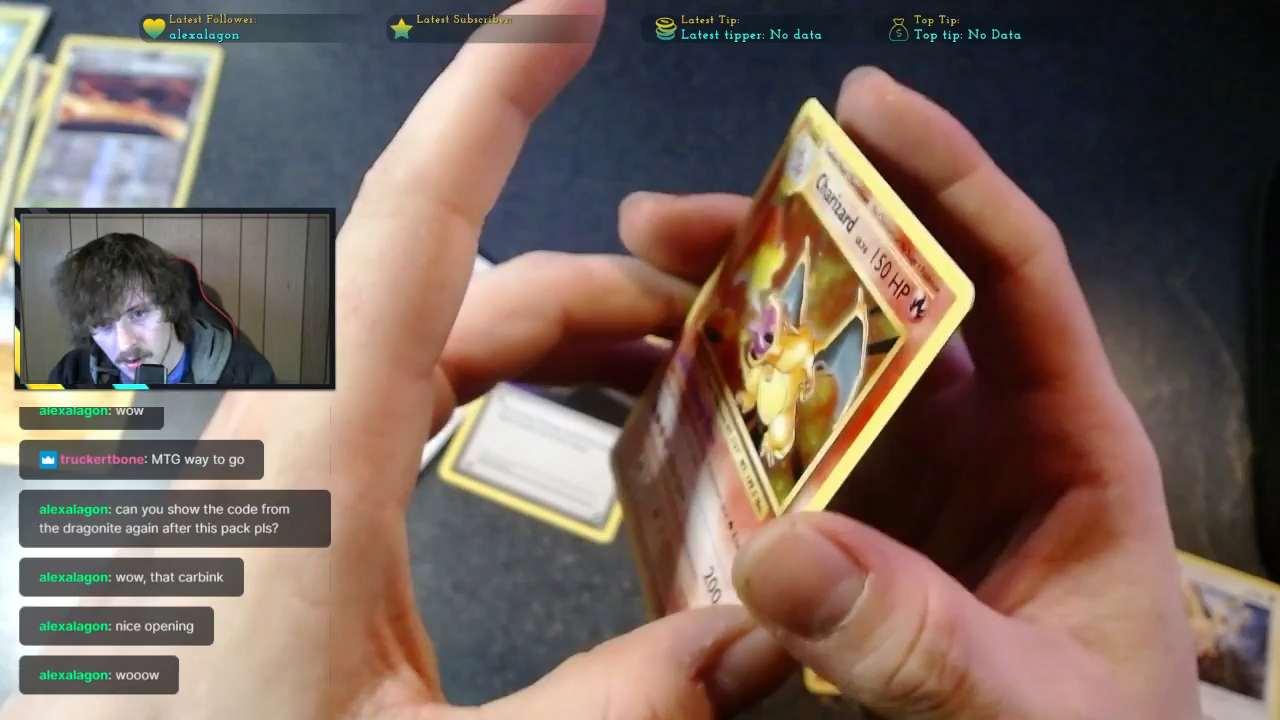 Latest Follower:
alexalagon
Latest Subscriber:
Latest Tip:
Latest tipper: No data
Top Tip:
Top tip: No Data
Charizard
150 HP
200
alexalagon: wow
truckertbone: MTG way to go
alexalagon: can you show the code from
the dragonite again after this pack pls?
alexalagon: wow, that carbink
alexalagon: nice opening
alexalagon: wooow